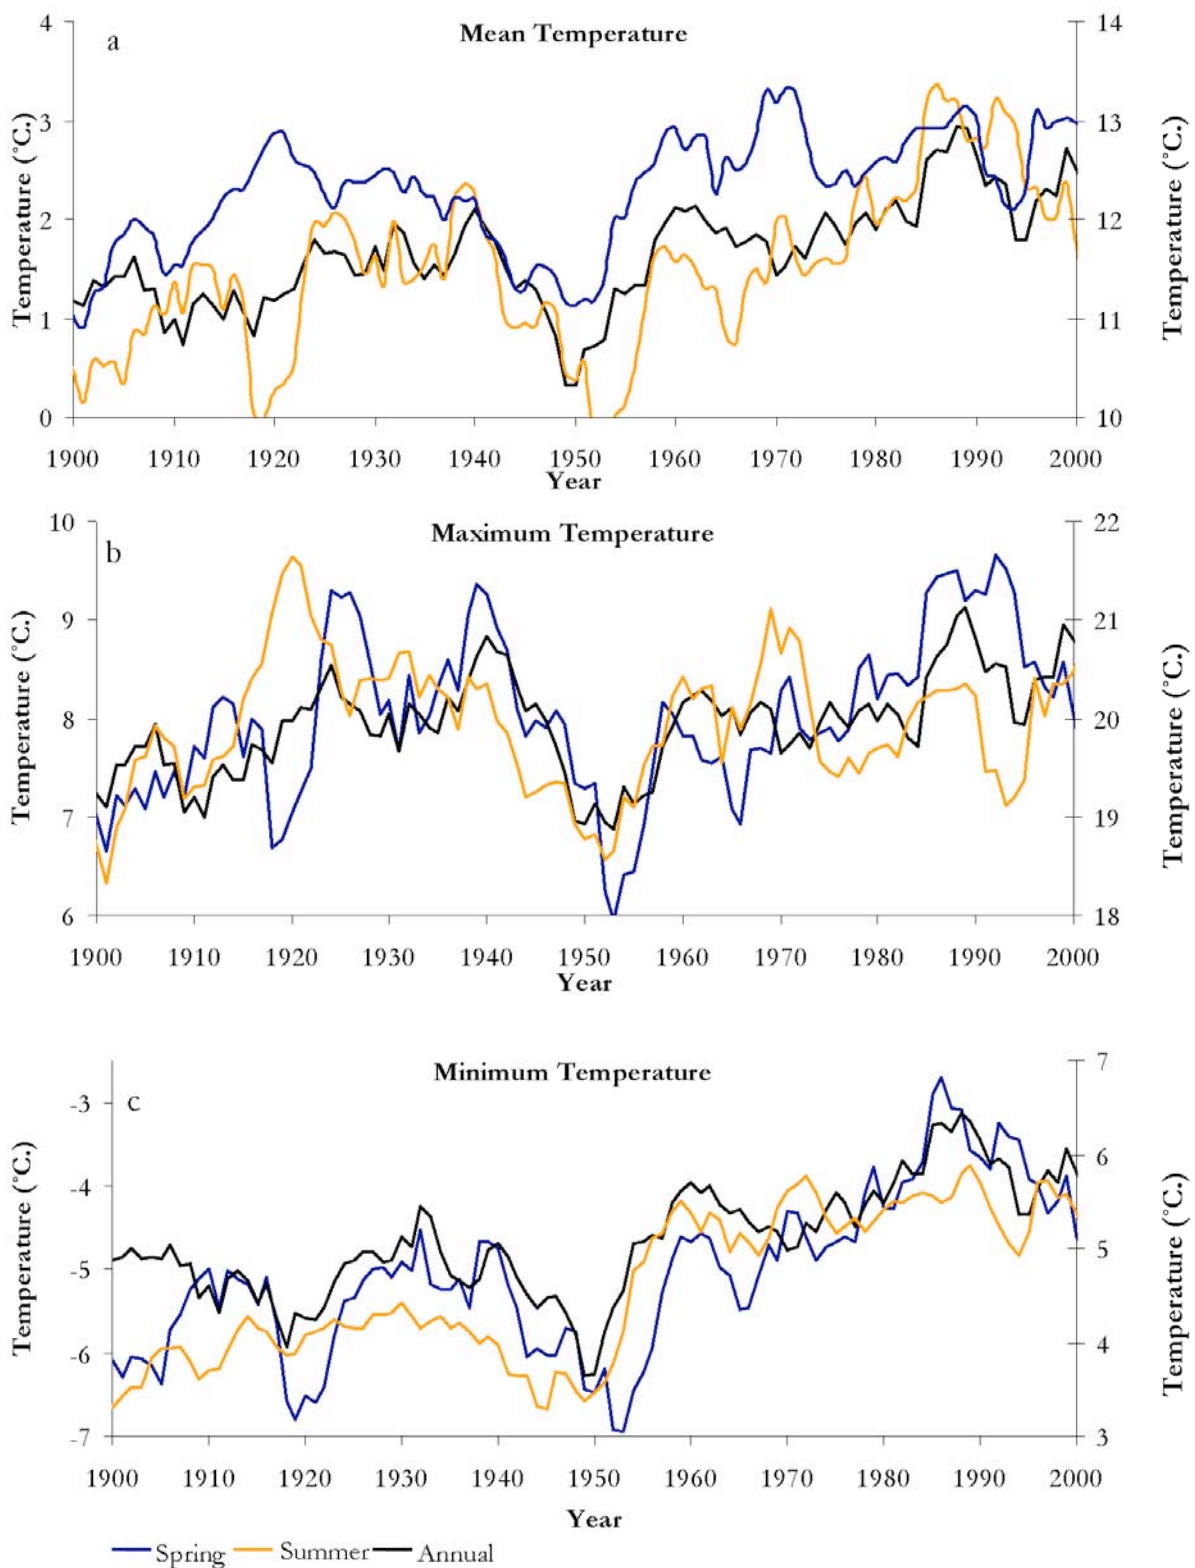 a
Mean Temperature
4
3
2
1
0
14
13
12
11
10
Temperature (°C.)
Temperature (°C.)
1900 1910 1920 1930 1940 1950 1960 1970 1980 1990 2000
Year
b
Maximum Temperature
10
9
8
7
6
22
21
20
19
18
Temperature (°C.)
Temperature (°C.)
1900 1910 1920 1930 1940 1950 1960 1970 1980 1990 2000
Year
c
Minimum Temperature
-3
-4
-5
-6
-7
7
6
5
4
3
Temperature (°C.)
Temperature (°C.)
1900 1910 1920 1930 1940 1950 1960 1970 1980 1990 2000
Year
Spring Summer Annual